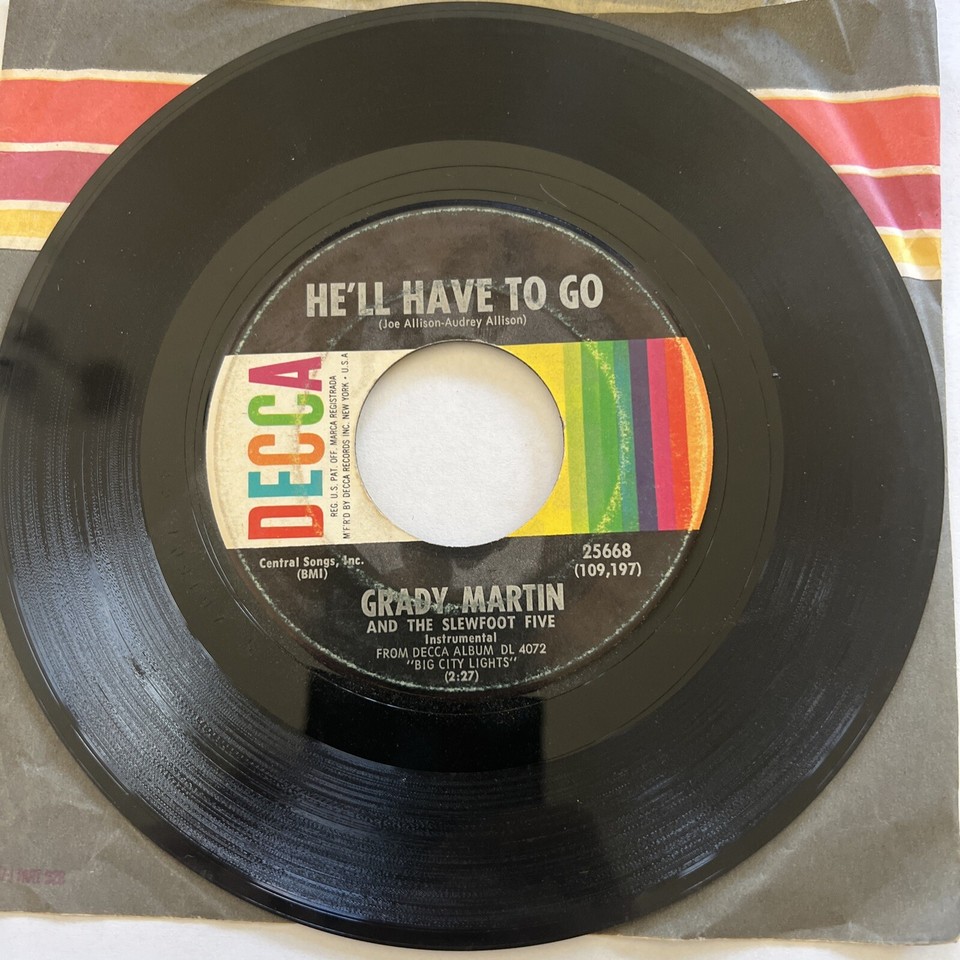 HE'LL HAVE TO GO
(Joe Allison-Audrey Allison)
DECCA
REG. U.S. PAT. OFF. MARCA REGISTRADA
M'F'R'D BY DECCA RECORDS INC. NEW YORK • U.S.A
Central Songs, Inc.
(BMI)
25668
(109,197)
GRADY MARTIN
AND THE SLEWFOOT FIVE
Instrumental
FROM DECCA ALBUM DL 4072
"BIG CITY LIGHTS"
(2:27)